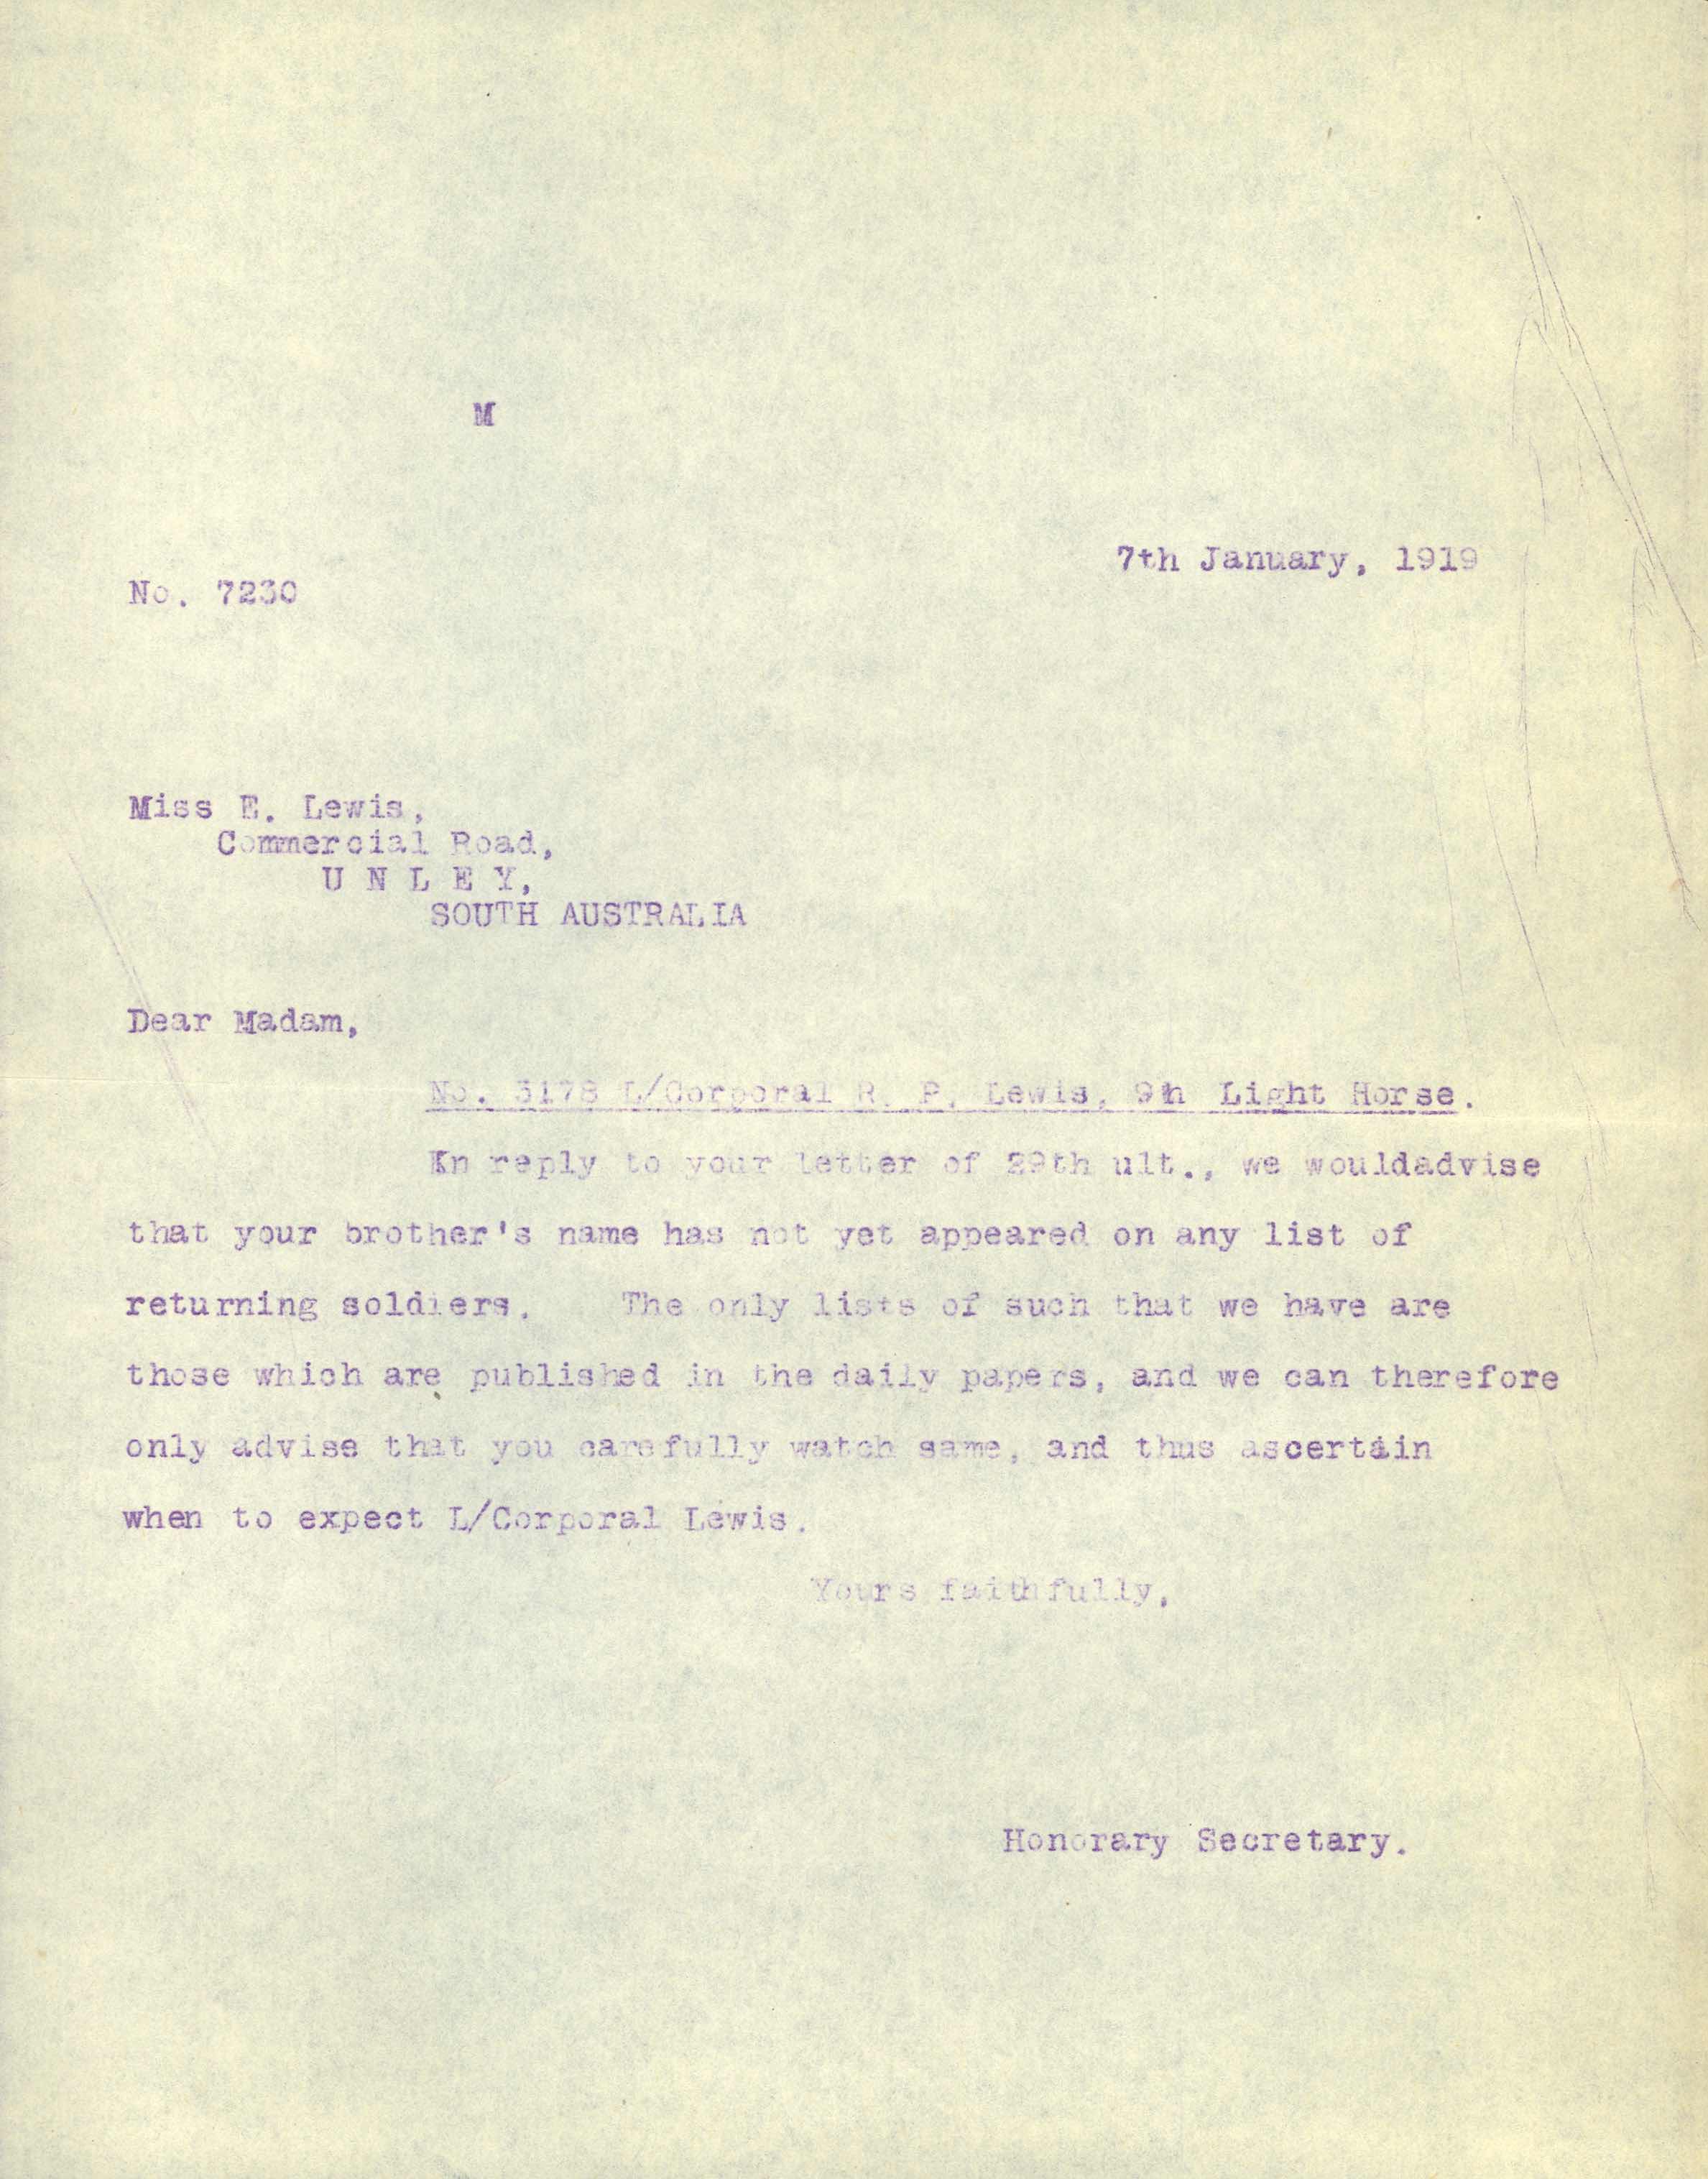 M
7th January, 1919
No. 7230
Miss E. Lewis,
Commercial Road,
U N L E Y,
SOUTH AUSTRALIA
Dear Madam,
No. 3178 L/Corporal R. P. Lewis, 9th Light Horse.
In reply to your letter of 29th ult., we wouldadvise
that your brother's name has not yet appeared on any list of
returning soldiers. The only lists of such that we have are
those which are published in the daily papers, and we can therefore
only advise that you carefully watch same, and thus ascertain
when to expect L/Corporal Lewis.
Yours faithfully,
Honorary Secretary.